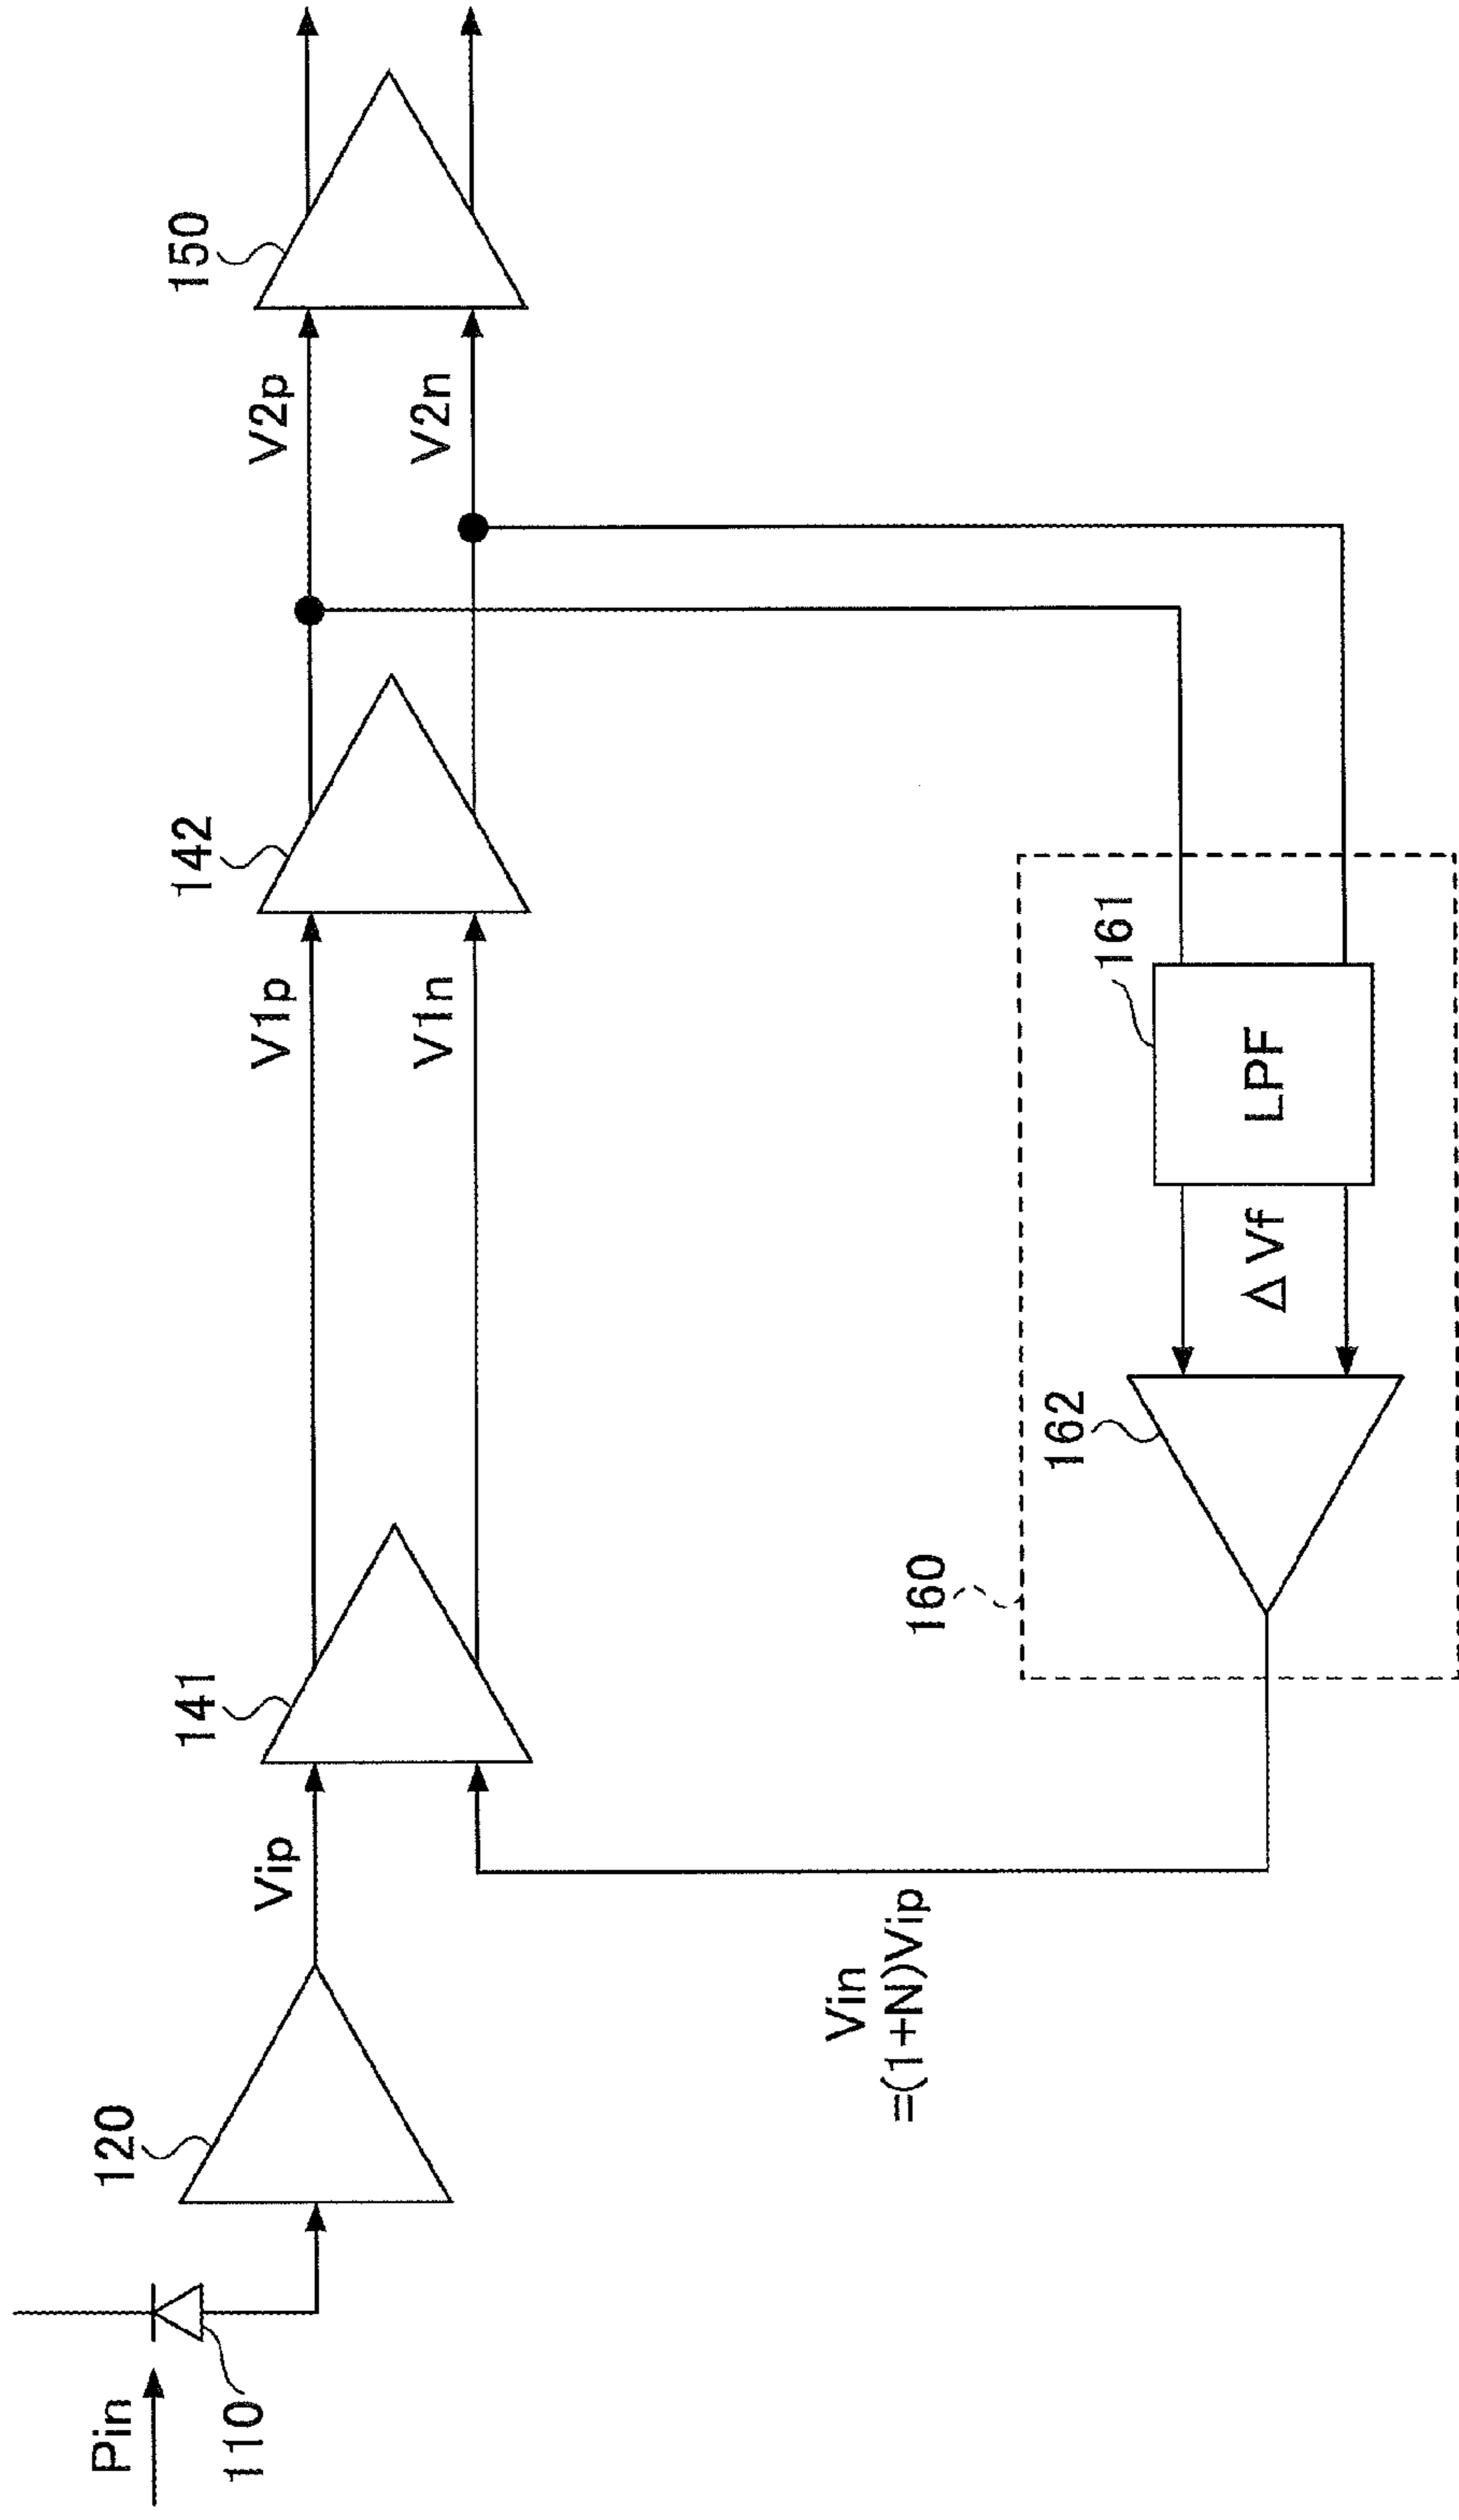 Pin
110
120
Vip
141
V1p
V1n
142
V2p
V2n
150
Vin
=(1+N)Vip
160
162
ΔVf
161
LPF